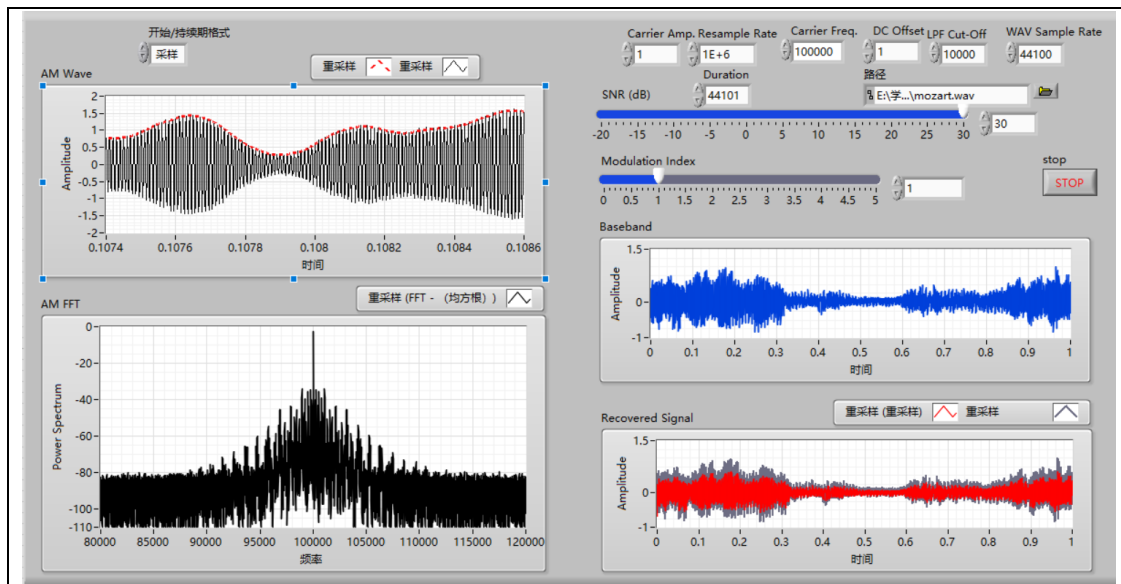 开始/持续期格式
采样
Carrier Amp. Resample Rate Carrier Freq. DC Offset LPF Cut-Off WAV Sample Rate
1 1E+6 100000 1 10000 44100
AM Wave
重采样 重采样
Duration
44101
路径
E:\学...\mozart.wav
SNR (dB)
-20 -15 -10 -5 0 5 10 15 20 25 30
30
Amplitude
2
1.5
1
0.5
0
-0.5
-1
-1.5
-2
0.1074 0.1076 0.1078 0.108 0.1082 0.1084 0.1086
时间
Modulation Index
0 0.5 1 1.5 2 2.5 3 3.5 4 4.5 5
1
stop
STOP
Baseband
Amplitude
1.5
0
-1
0 0.1 0.2 0.3 0.4 0.5 0.6 0.7 0.8 0.9 1
时间
AM FFT
重采样 (FFT - （均方根）)
Power Spectrum
0
-20
-40
-60
-80
-100
-110
80000 85000 90000 95000 100000 105000 110000 115000 120000
频率
Recovered Signal
重采样 (重采样) 重采样
Amplitude
1.5
0
-1
0 0.1 0.2 0.3 0.4 0.5 0.6 0.7 0.8 0.9 1
时间